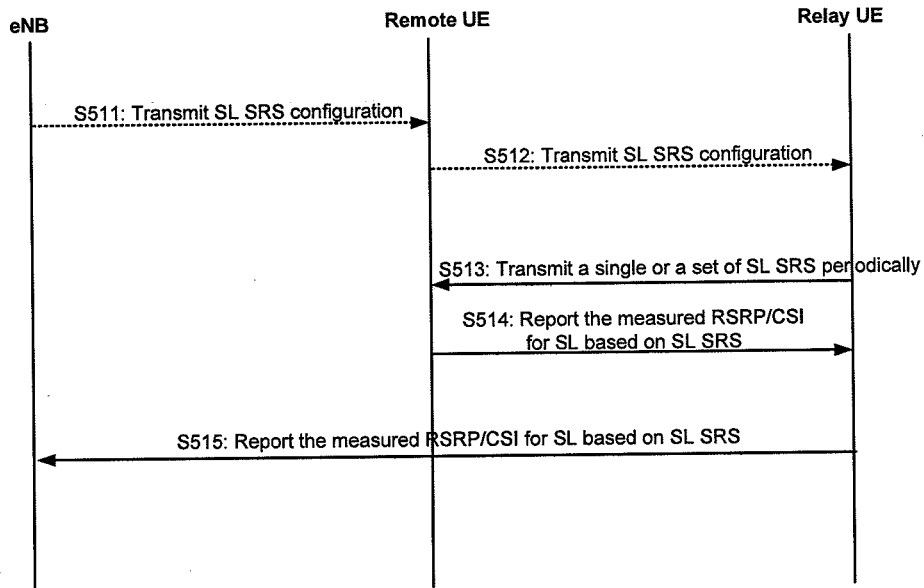 eNB
Remote UE
Relay UE
S511: Transmit SL SRS configuration
S512: Transmit SL SRS configuration
S513: Transmit a single or a set of SL SRS periodically
S514: Report the measured RSRP/CSI
for SL based on SL SRS
S515: Report the measured RSRP/CSI for SL based on SL SRS